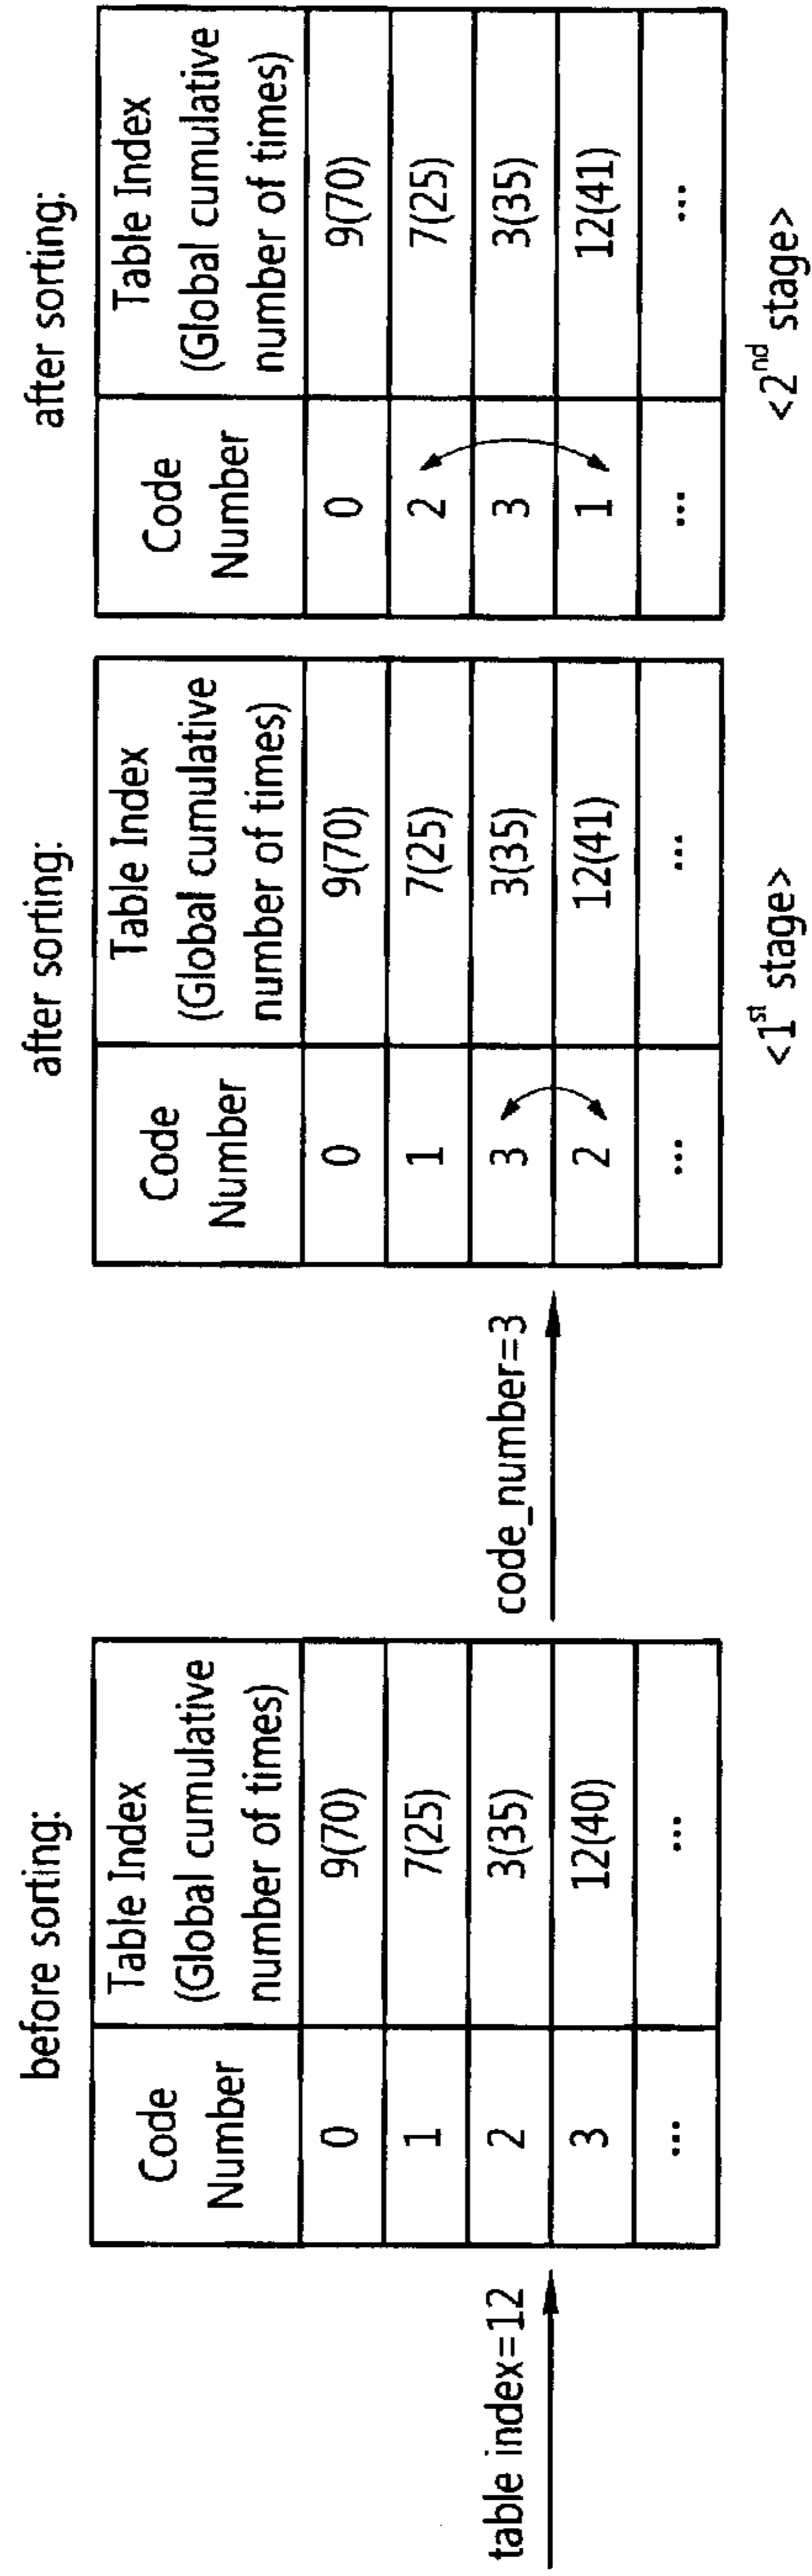 table index=12
before sorting:
Code Number
Table Index (Global cumulative number of times)
0 9(70)
1 7(25)
2 3(35)
3 12(40)
... ...
code_number=3
after sorting:
Code Number
Table Index (Global cumulative number of times)
0 9(70)
1 7(25)
3 3(35)
2 12(41)
... ...
<1st stage>
after sorting:
Code Number
Table Index (Global cumulative number of times)
0 9(70)
2 7(25)
3 3(35)
1 12(41)
... ...
<2nd stage>